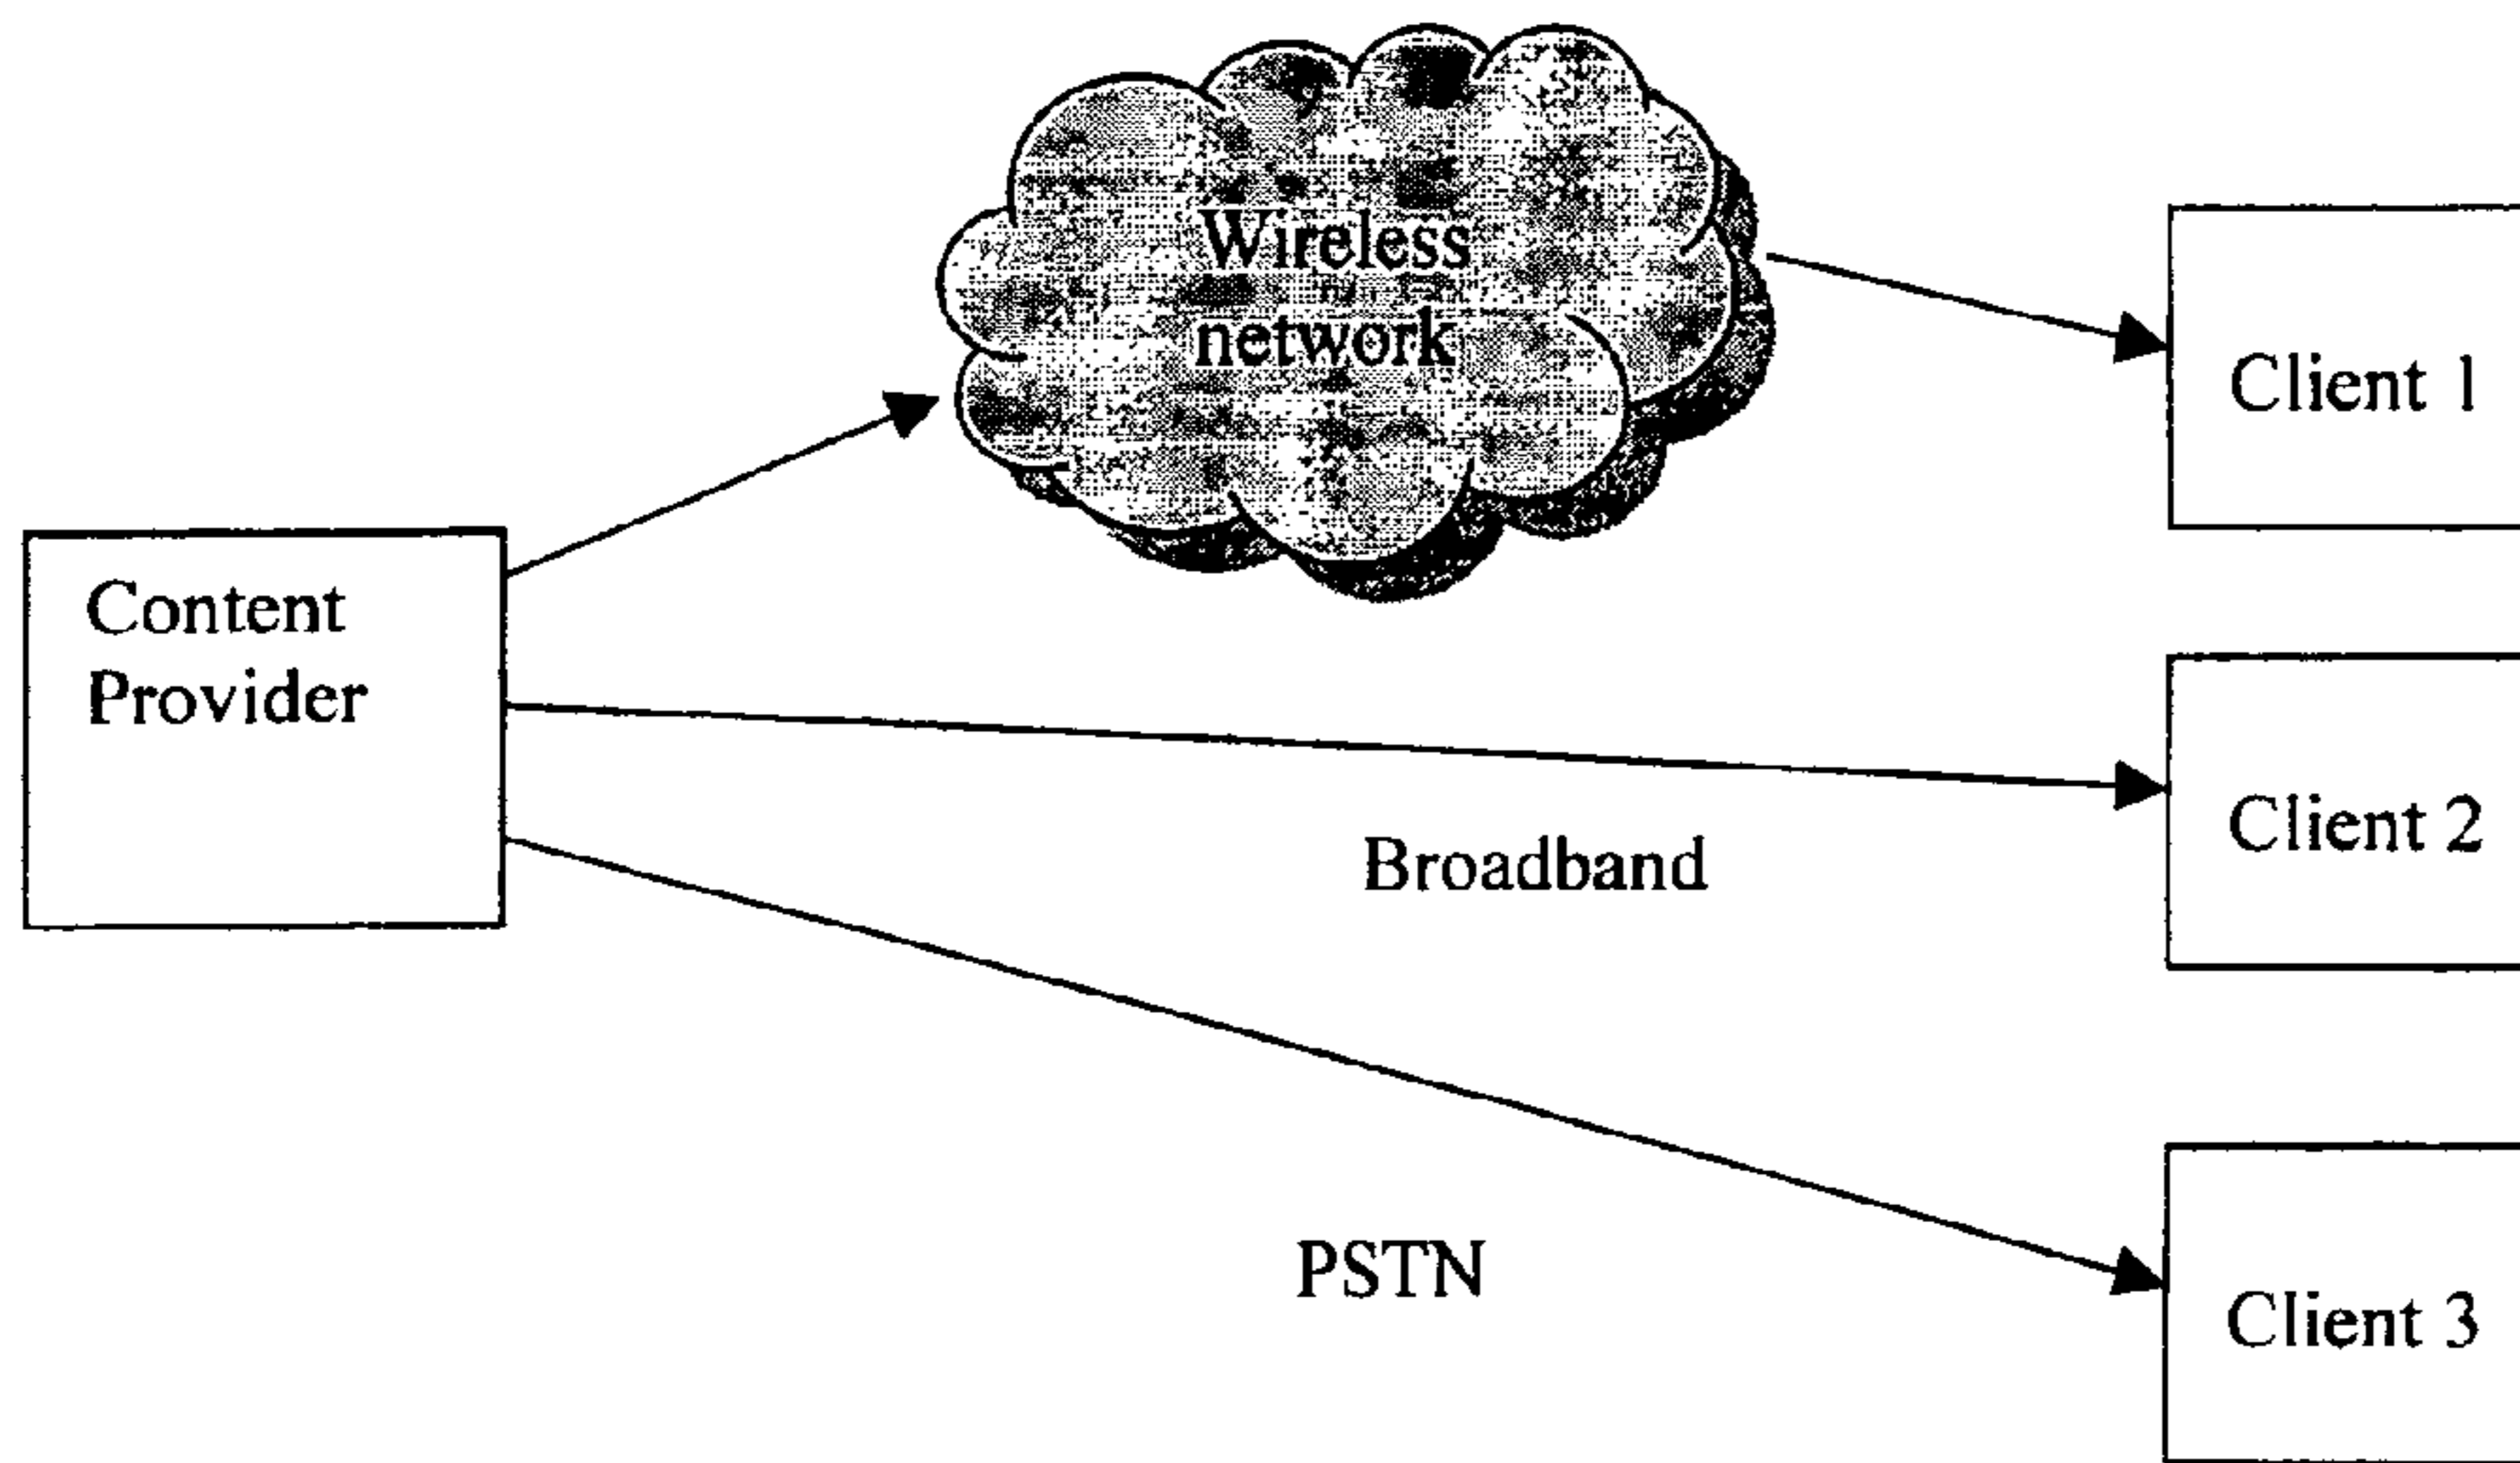 Wireless
network
Client 1
Content
Provider
Client 2
Broadband
PSTN
Client 3